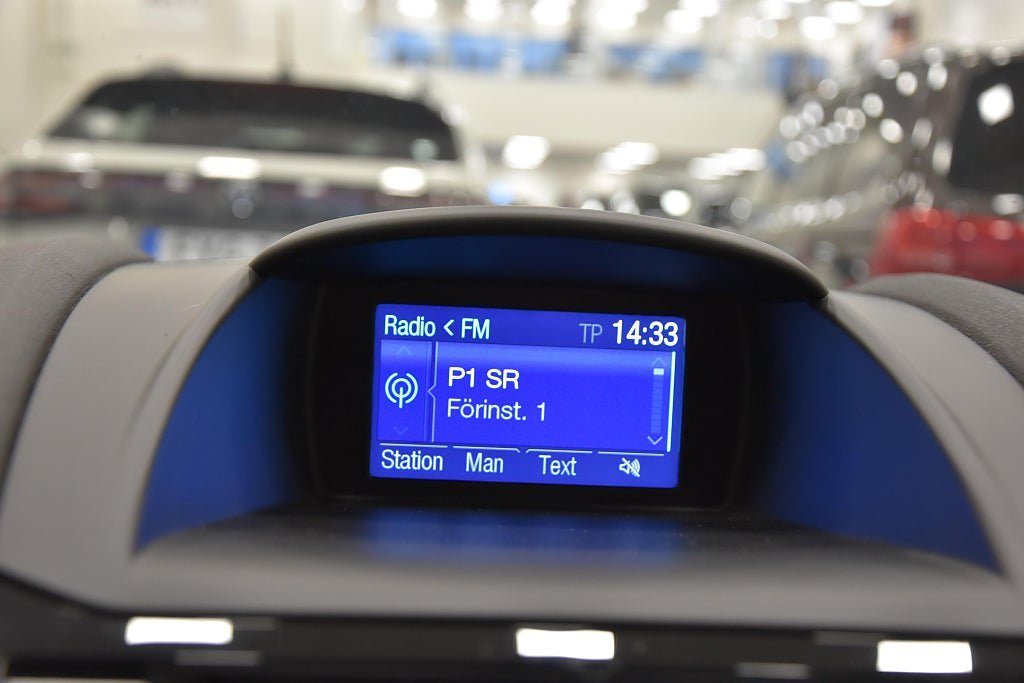 Radio < FM TP 14:33
P1 SR
Förinst. 1
Station Man Text